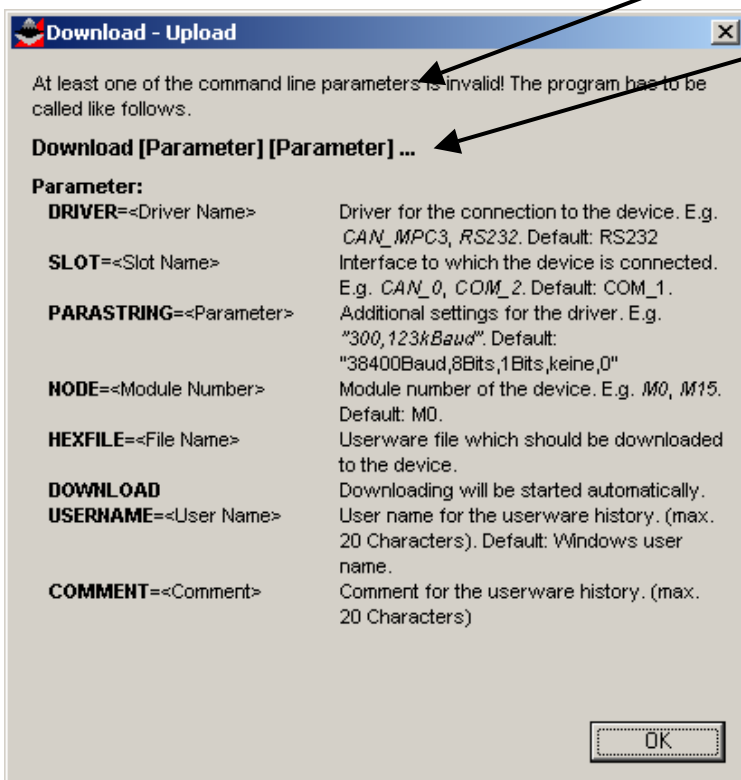 Download - Upload
At least one of the command line parameters is invalid! The program has to be
called like follows.
Download [Parameter] [Parameter] ...
Parameter:
DRIVER=<Driver Name> Driver for the connection to the device. E.g.
CAN_MPC3, RS232. Default: RS232
SLOT=<Slot Name> Interface to which the device is connected.
E.g. CAN_0, COM_2. Default: COM_1.
PARASTRING=<Parameter> Additional settings for the driver. E.g.
"300,123kBaud". Default:
"38400Baud,8Bits,1Bits,keine,0"
NODE=<Module Number> Module number of the device. E.g. M0, M15.
Default: M0.
HEXFILE=<File Name> Userware file which should be downloaded
to the device.
DOWNLOAD Downloading will be started automatically.
USERNAME=<User Name> User name for the userware history. (max.
20 Characters). Default: Windows user
name.
COMMENT=<Comment> Comment for the userware history. (max.
20 Characters)
OK